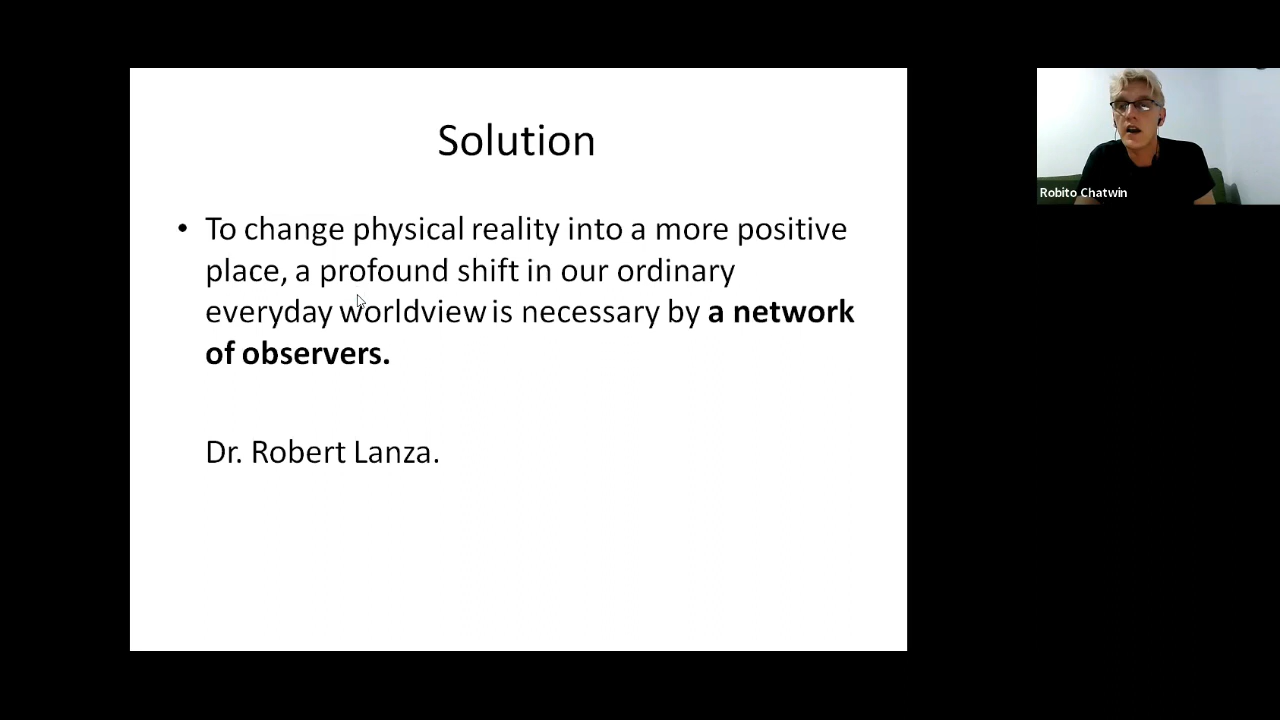 Solution
• To change physical reality into a more positive
place, a profound shift in our ordinary
everyday worldview is necessary by a network
of observers.
Dr. Robert Lanza.
Robito Chatwin